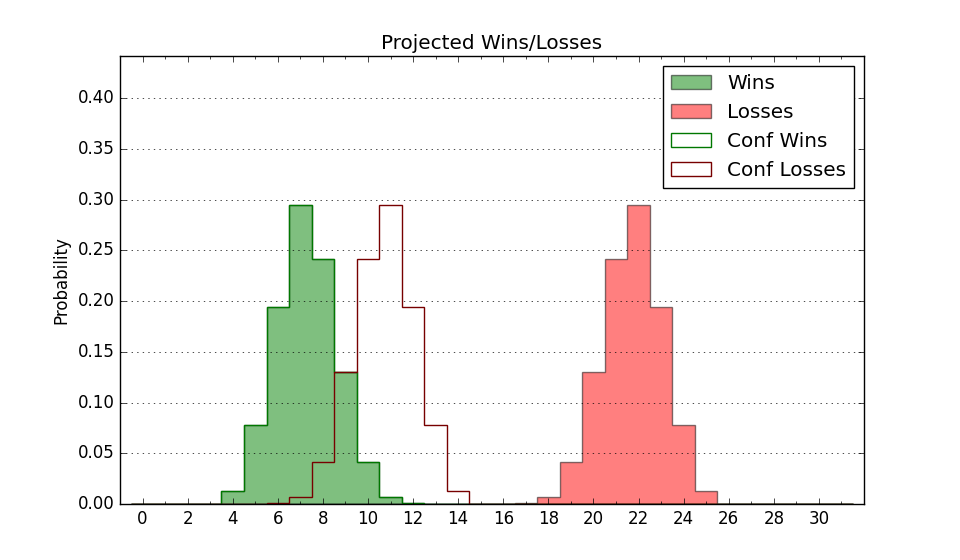 Projected Wins/Losses
Wins
Losses
Conf Wins
Conf Losses
Probability
0.40
0.35
0.30
0.25
0.20
0.15
0.10
0.05
0.00
0 2 4 6 8 10 12 14 16 18 20 22 24 26 28 30